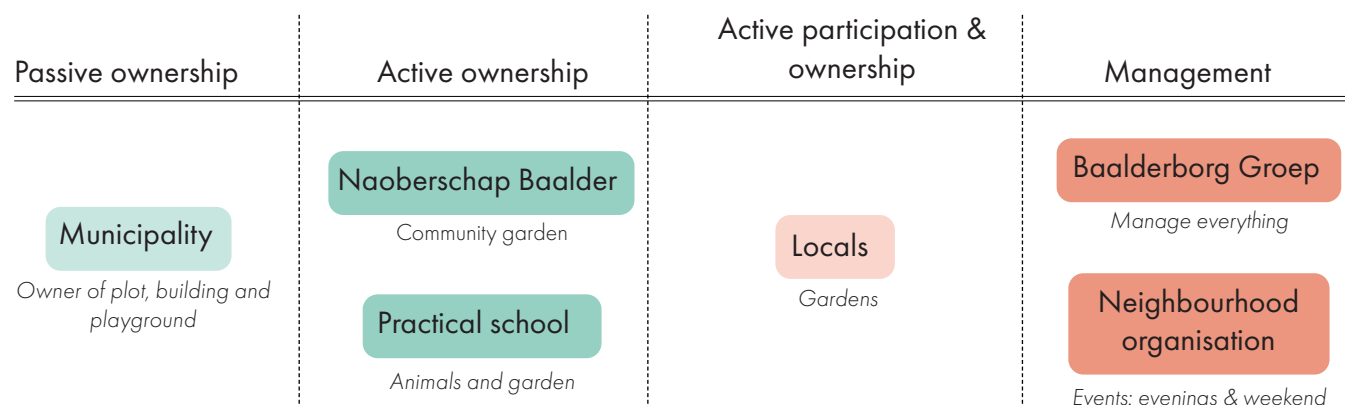 Passive ownership
Active ownership
Active participation &
ownership
Management
Municipality
Owner of plot, building and
playground
Naoberschap Baalder
Community garden
Practical school
Animals and garden
Locals
Gardens
Baalderborg Groep
Manage everything
Neighbourhood
organisation
Events: evenings & weekend